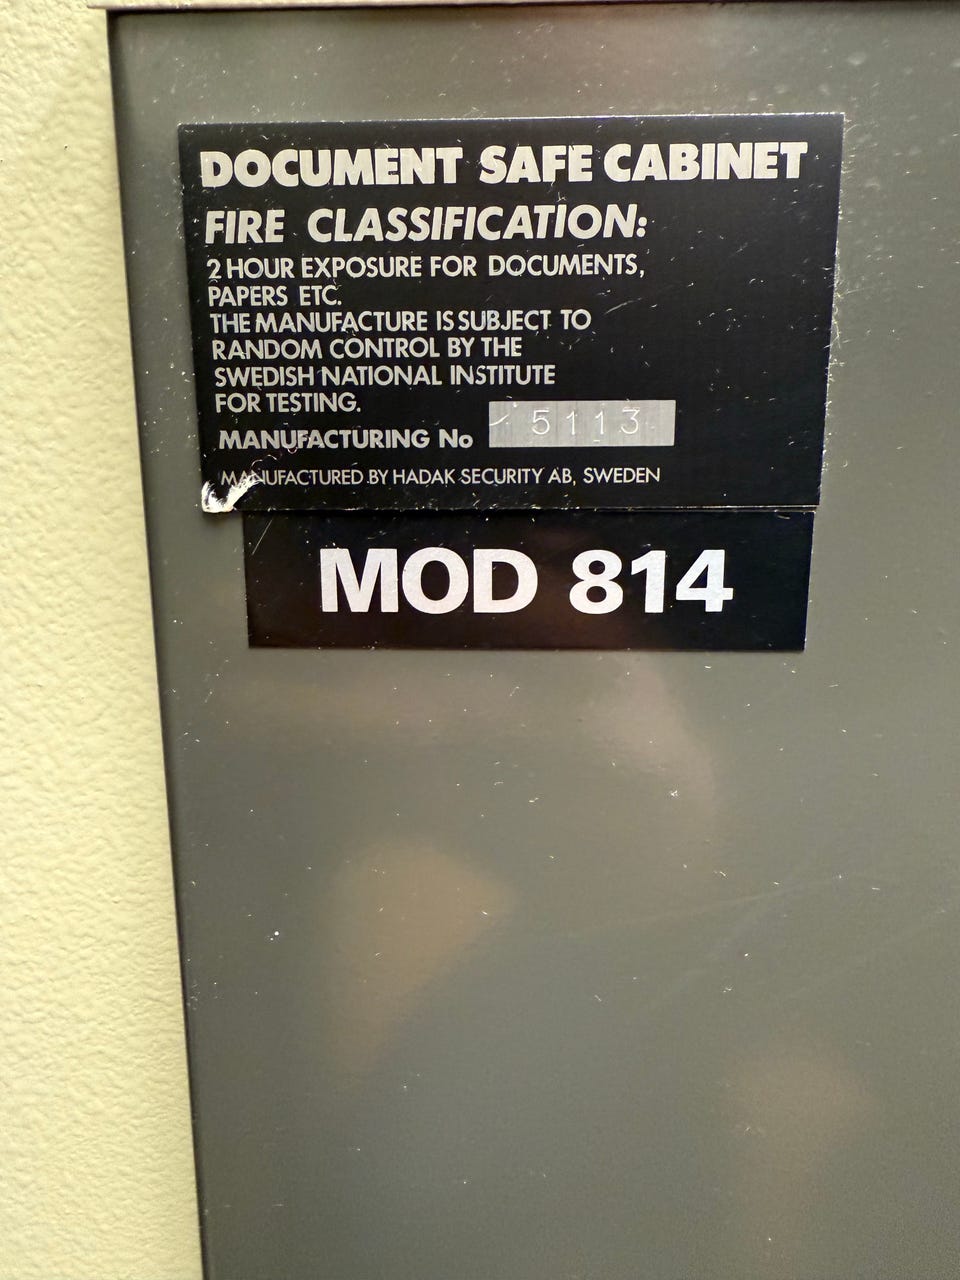 DOCUMENT SAFE CABINET
FIRE CLASSIFICATION:
2 HOUR EXPOSURE FOR DOCUMENTS,
PAPERS ETC.
THE MANUFACTURE IS SUBJECT TO
RANDOM CONTROL BY THE
SWEDISH NATIONAL INSTITUTE
FOR TESTING.
MANUFACTURING No 5113
MANUFACTURED BY HADAK SECURITY AB, SWEDEN
MOD 814